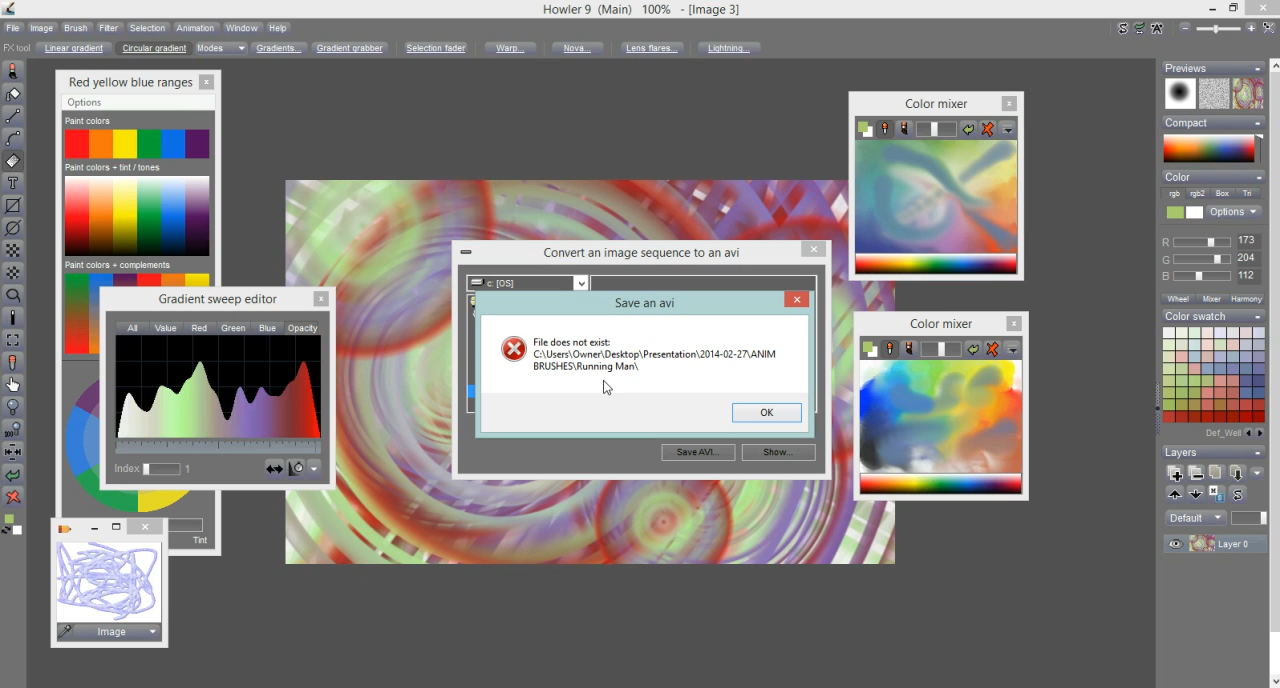 Howler 9 (Main) 100% - [Image 3]
File Image Brush Filter Selection Animation Window Help
FX tool Linear gradient Circular gradient Modes Gradients... Gradient grabber Selection fader Warp... Nova... Lens flares... Lightning...
Red yellow blue ranges
Options
Paint colors
Paint colors + tint / tones
Paint colors + complements
Tint
Gradient sweep editor
All Value Red Green Blue Opacity
Index 1
Image
Convert an image sequence to an avi
c: [OS]
Save an avi
File does not exist:
C:\Users\Owner\Desktop\Presentation\2014-02-27\ANIM
BRUSHES\Running Man\
OK
Save AVI... Show...
Color mixer
Color mixer
Previews
Compact
Color
rgb rgb2 Box Tri
Options
R 173
G 204
B 112
Wheel Mixer Harmony
Color swatch
Def_Well
Layers
Default
Layer 0